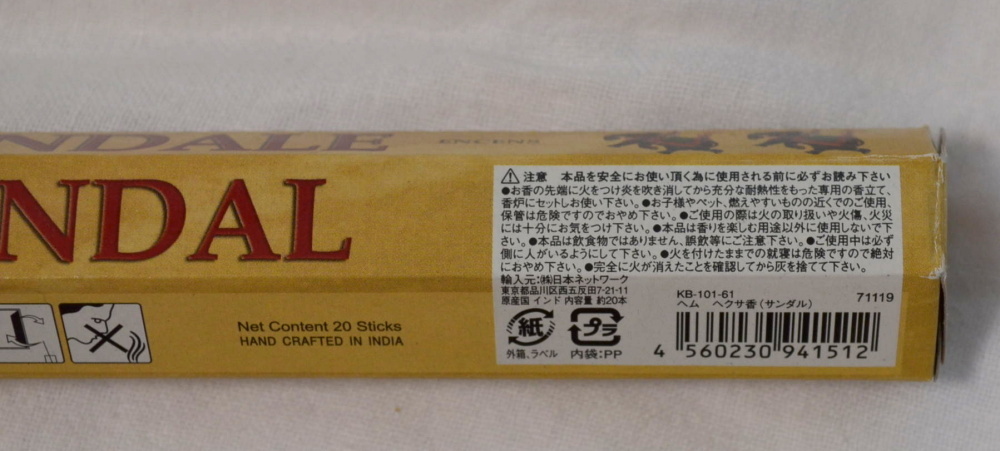 NDALE ENCENS
NDAL
⚠注意 本品を安全にお使い頂く為に使用される前に必ずお読み下さい
●お香の先端に火をつけ炎を吹き消してから充分な耐熱性をもった専用の香立て、
香炉にセットしお使い下さい。●お子様やペット、燃えやすいものの近くでのご使用、
保管は危険ですのでおやめ下さい。●ご使用の際は火の取り扱いや火傷、火災
には十分にお気をつけ下さい。●本品は香りを楽しむ用途以外に使用しないで下
さい。●本品は飲食物ではありません、誤飲等にご注意下さい。●ご使用中は必ず
側に人がいるようにして下さい。●火を付けたままでの就寝は危険ですので絶対
におやめ下さい。●完全に火が消えたことを確認してから灰を捨てて下さい。
輸入元:㈱日本ネットワーク
東京都品川区西五反田7-21-11
原産国 インド 内容量 約20本
KB-101-61
ヘム ヘクサ香(サンダル) 71119
紙 プラ
外箱、ラベル 内袋:PP
4 560230 941512
Net Content 20 Sticks
HAND CRAFTED IN INDIA